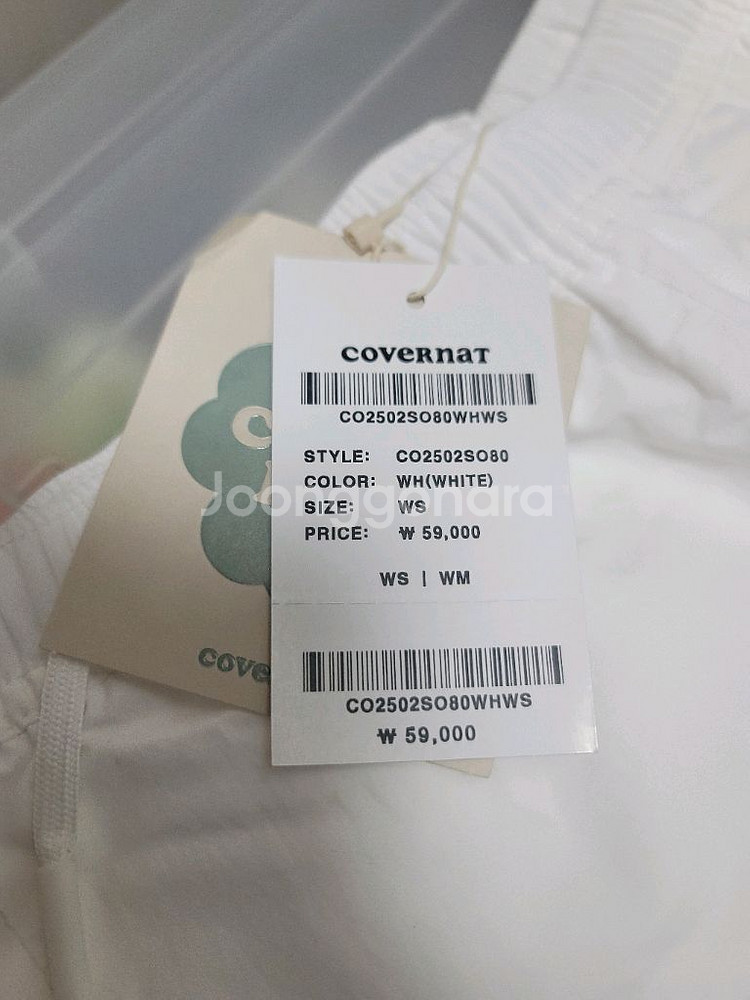 COVERNAT
CO2502SO80WHWS
STYLE: CO2502SO80
COLOR: WH(WHITE)
SIZE: WS
PRICE: ₩ 59,000
WS | WM
CO2502SO80WHWS
₩ 59,000
Joonggonara